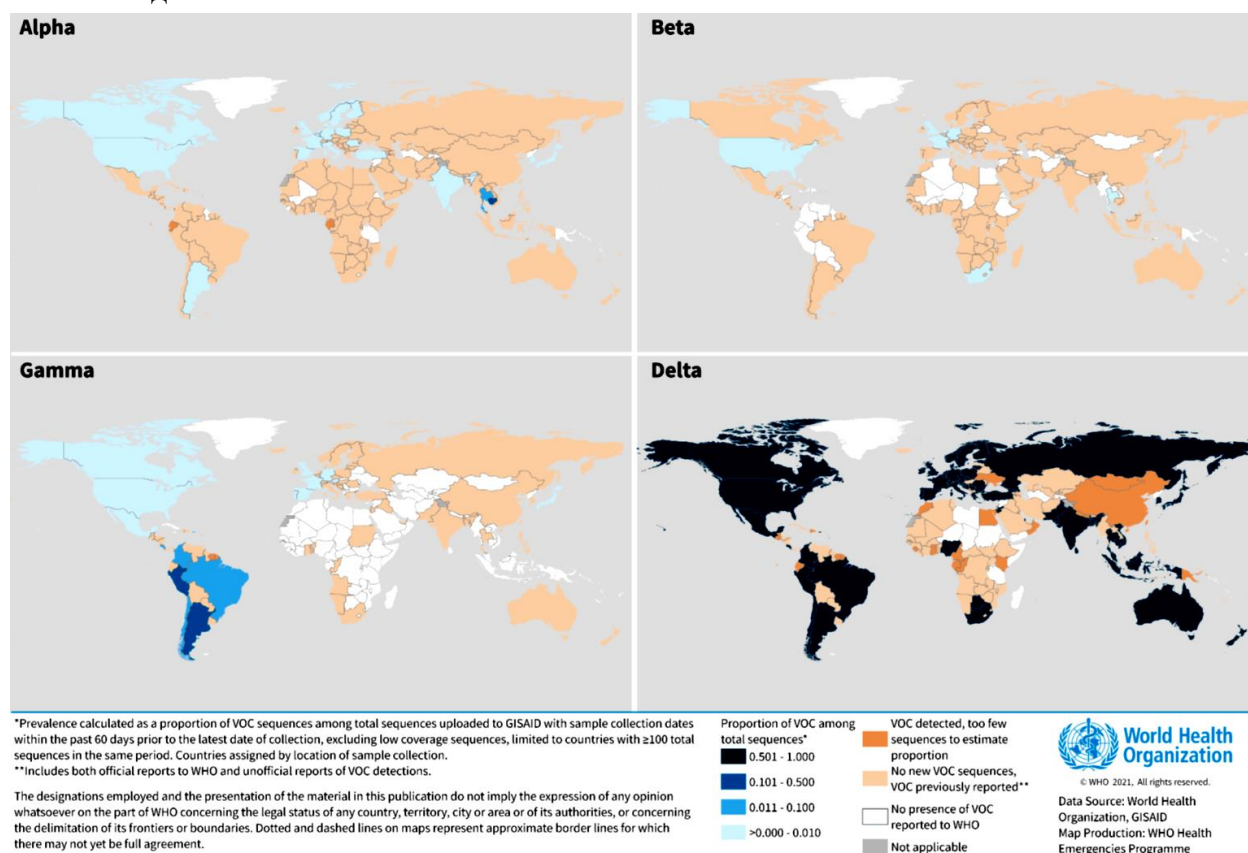 Alpha
Beta
Gamma
Delta
*Prevalence calculated as a proportion of VOC sequences among total sequences uploaded to GISAID with sample collection dates
within the past 60 days prior to the latest date of collection, excluding low coverage sequences, limited to countries with ≥100 total
sequences in the same period. Countries assigned by location of sample collection.
**Includes both official reports to WHO and unofficial reports of VOC detections.
The designations employed and the presentation of the material in this publication do not imply the expression of any opinion
whatsoever on the part of WHO concerning the legal status of any country, territory, city or area or of its authorities, or concerning
the delimitation of its frontiers or boundaries. Dotted and dashed lines on maps represent approximate border lines for which
there may not yet be full agreement.
Proportion of VOC among
total sequences*
0.501 - 1.000
0.101 - 0.500
0.011 - 0.100
>0.000 - 0.010
VOC detected, too few
sequences to estimate
proportion
No new VOC sequences,
VOC previously reported**
No presence of VOC
reported to WHO
Not applicable
World Health
Organization
© WHO 2021, All rights reserved.
Data Source: World Health
Organization, GISAID
Map Production: WHO Health
Emergencies Programme